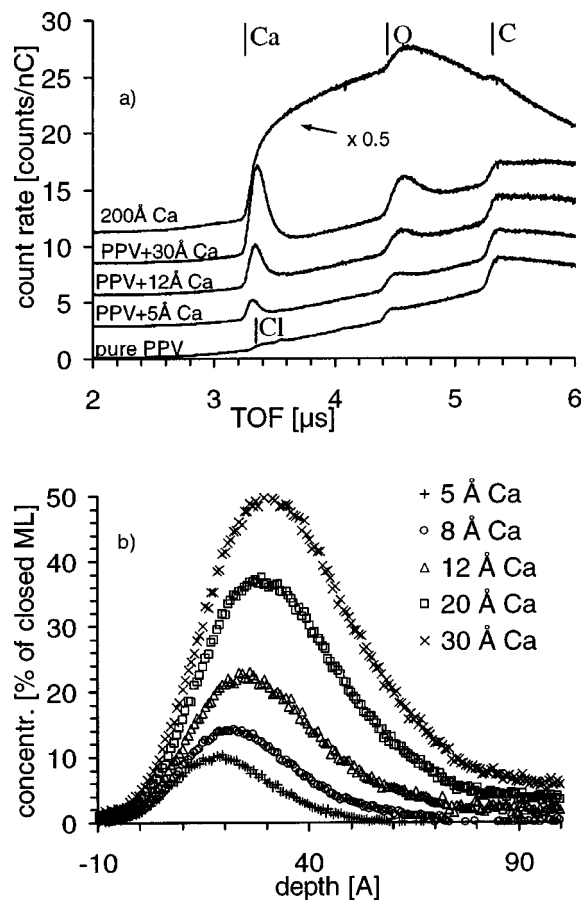 30
25
20
15
10
5
0
count rate [counts/nC]
a)
Ca
O
C
x 0.5
200Å Ca
PPV+30Å Ca
PPV+12Å Ca
PPV+5Å Ca
pure PPV
Cl
2 3 4 5 6
TOF [µs]
50
40
30
20
10
0
concentr. [% of closed ML]
b)
5 Å Ca
8 Å Ca
12 Å Ca
20 Å Ca
30 Å Ca
-10 40 90
depth [A]